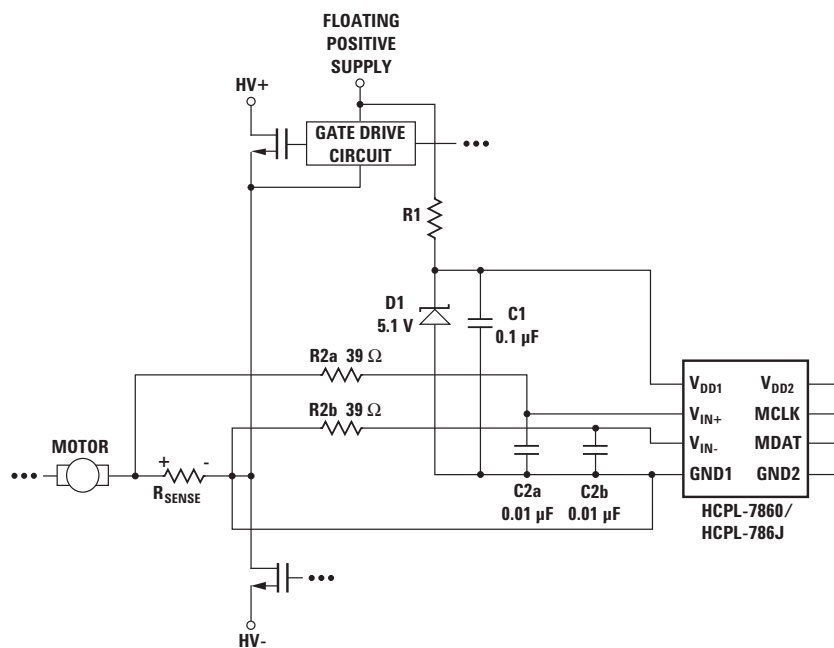 FLOATING
POSITIVE
SUPPLY
HV+
GATE DRIVE
CIRCUIT
•••
R1
D1
5.1 V
C1
0.1 µF
R2a 39 Ω
R2b 39 Ω
VDD1
VDD2
VIN+
MCLK
VIN-
MDAT
GND1
GND2
MOTOR
•••
+
-
RSENSE
C2a
0.01 µF
C2b
0.01 µF
HCPL-7860/
HCPL-786J
•••
HV-